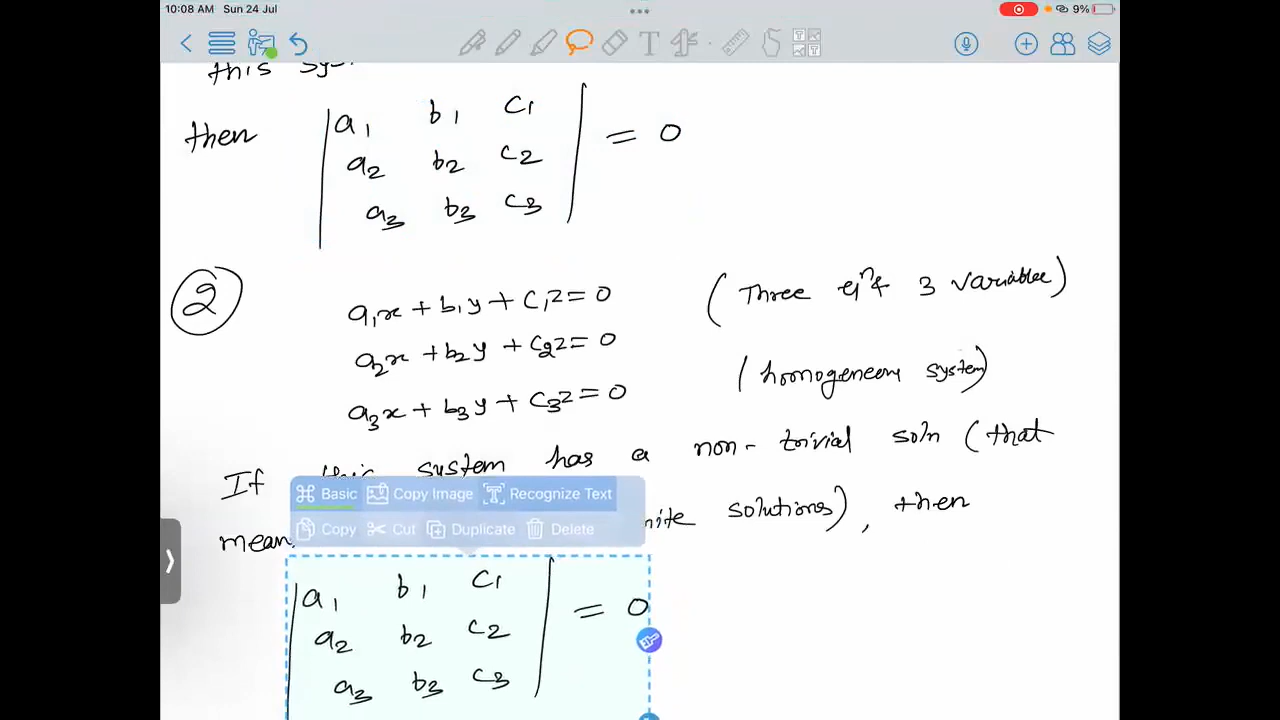 10:08 AM Sun 24 Jul
9%
this
then | a1 b1 c1 | = 0
a2 b2 c2
a3 b3 c3
2
a1x + b1y + c1z = 0 (Three eqn & 3 variables)
a2x + b2y + c2z = 0
(homogeneous system)
a3x + b3y + c3z = 0
If this system has a non-trivial soln (that
Basic Copy Image Recognize Text
mean nite solutions), then
Copy Cut Duplicate Delete
| a1 b1 c1 | = 0
a2 b2 c2
a3 b3 c3